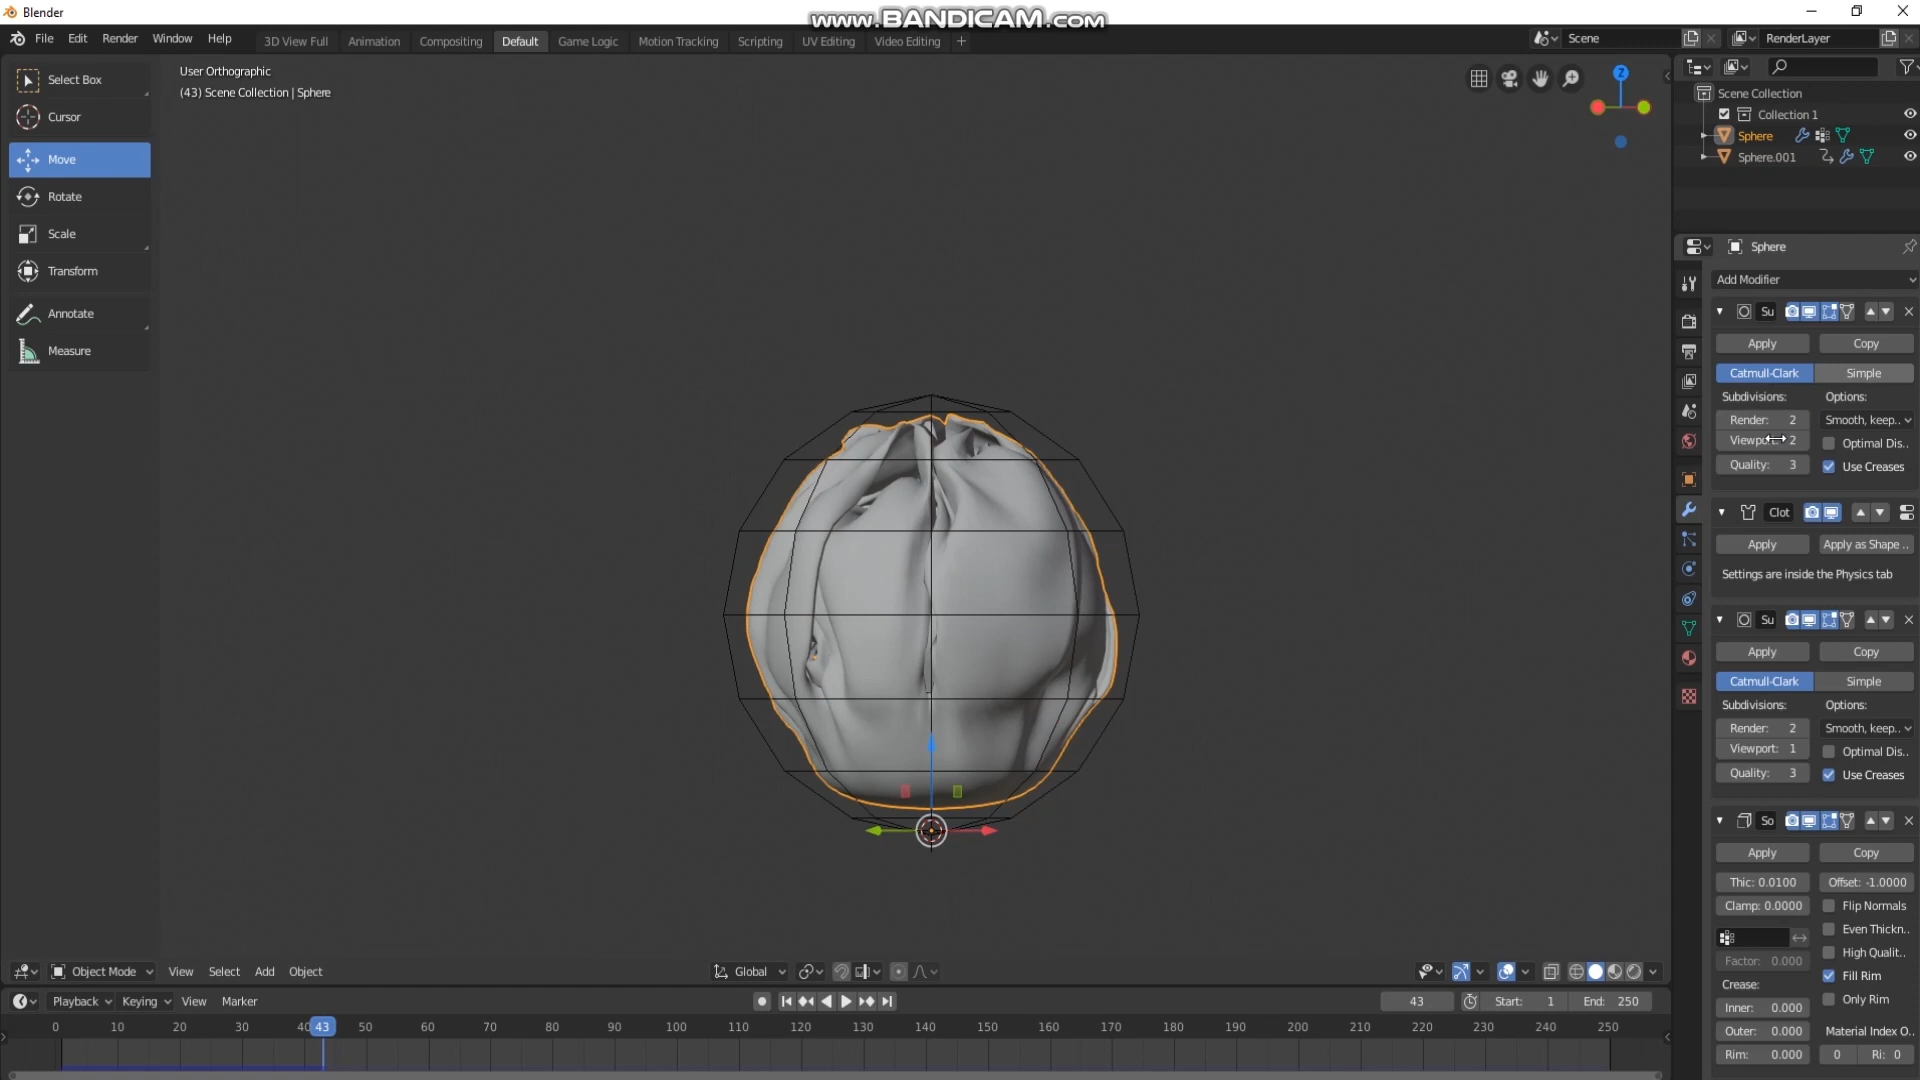 Blender
www.BANDICAM.com
File Edit Render Window Help
3D View Full Animation Compositing Default Game Logic Motion Tracking Scripting UV Editing Video Editing +
Scene
RenderLayer
Select Box
Cursor
Move
Rotate
Scale
Transform
Annotate
Measure
User Orthographic
(43) Scene Collection | Sphere
Z
Scene Collection
Collection 1
Sphere
Sphere.001
Sphere
Add Modifier
Su
Apply Copy
Catmull-Clark Simple
Subdivisions: Options:
Render: 2 Smooth, keep..
Viewport: 2 Optimal Dis..
Quality: 3 Use Creases
Clot
Apply Apply as Shape ..
Settings are inside the Physics tab
Su
Apply Copy
Catmull-Clark Simple
Subdivisions: Options:
Render: 2 Smooth, keep..
Viewport: 1 Optimal Dis..
Quality: 3 Use Creases
So
Apply Copy
Thic: 0.0100 Offset: -1.0000
Clamp: 0.0000 Flip Normals
Even Thickn..
High Qualit..
Factor: 0.000
Fill Rim
Crease:
Only Rim
Inner: 0.000
Outer: 0.000 Material Index O..
Rim: 0.000 0 Ri: 0
Object Mode View Select Add Object
Global
Playback Keying View Marker
43 Start: 1 End: 250
0 10 20 30 40 43 50 60 70 80 90 100 110 120 130 140 150 160 170 180 190 200 210 220 230 240 250